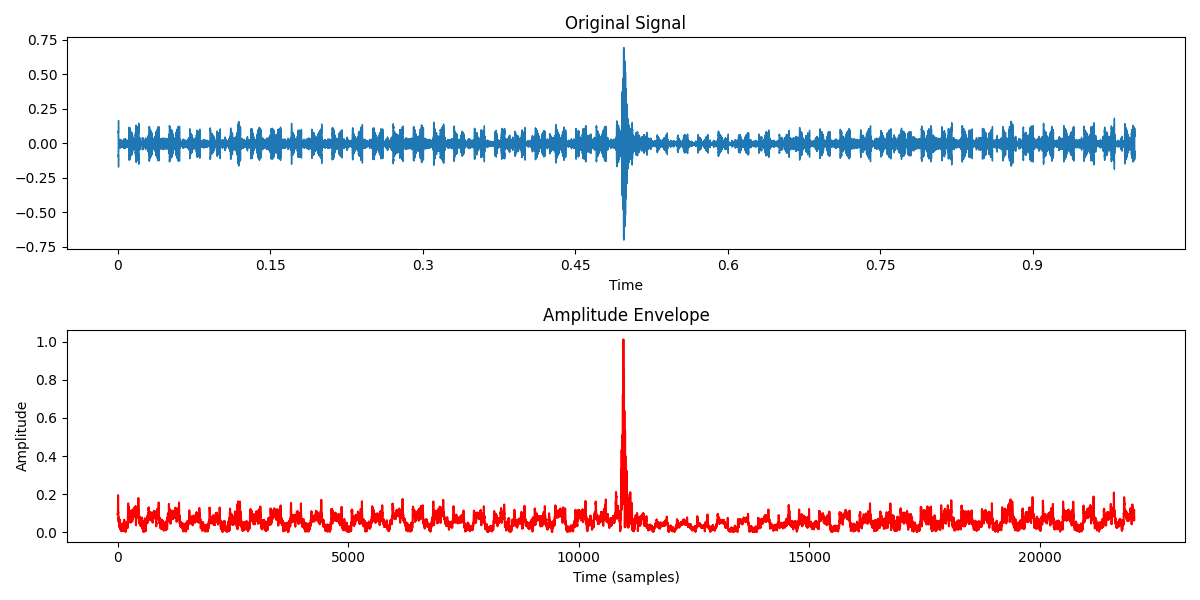 Original Signal
0.75
0.50
0.25
0.00
−0.25
−0.50
−0.75
0 0.15 0.3 0.45 0.6 0.75 0.9
Time
Amplitude Envelope
1.0
0.8
0.6
0.4
0.2
0.0
Amplitude
0 5000 10000 15000 20000
Time (samples)